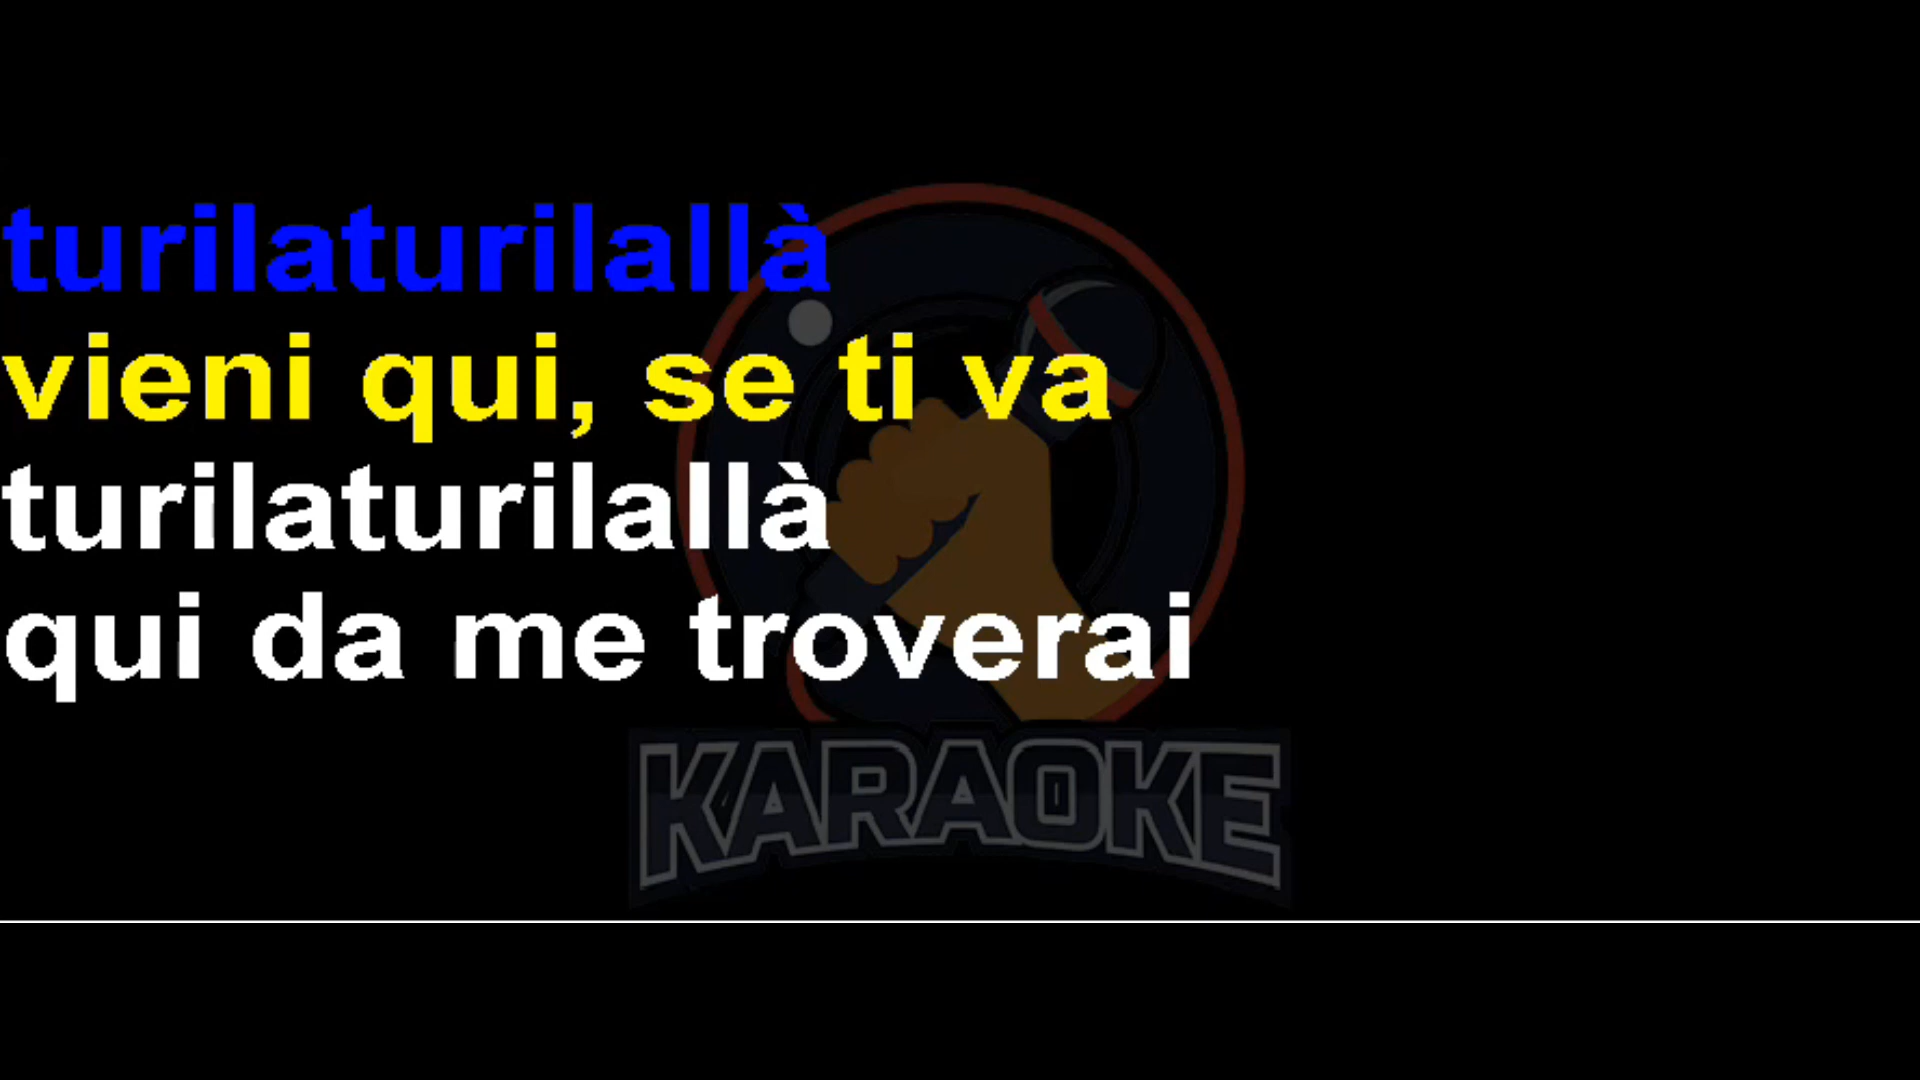 turilaturilallà
vieni qui, se ti va
turilaturilallà
qui da me troverai
KARAOKE